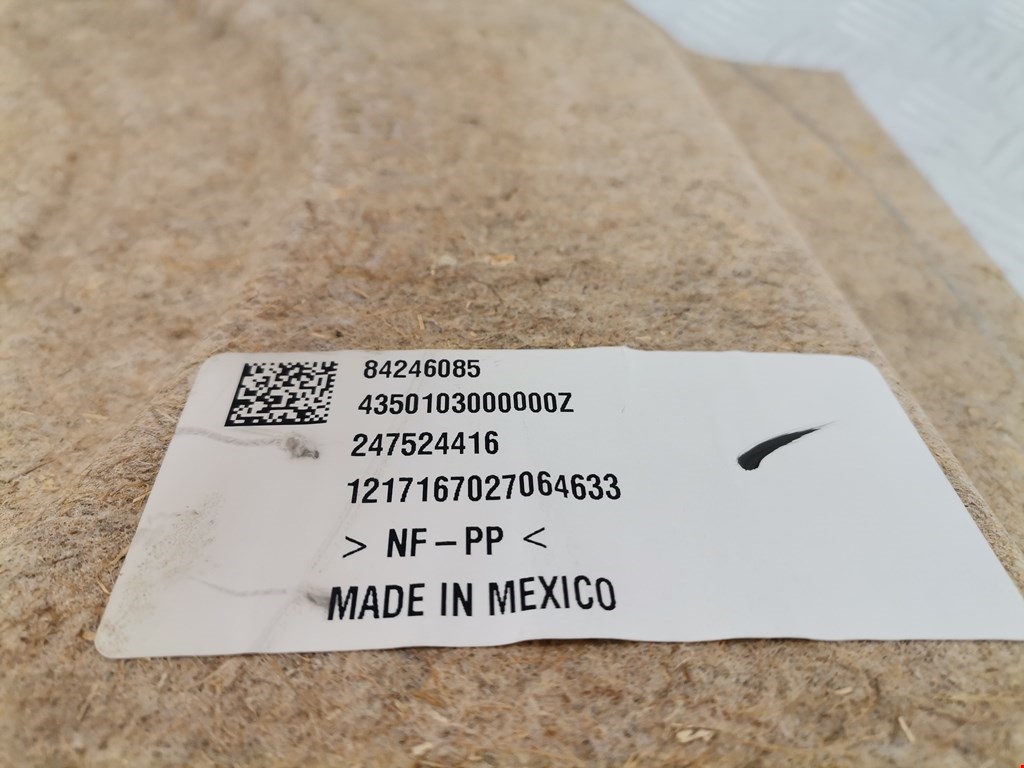 84246085
4350103000000Z
247524416
1217167027064633
> NF-PP <
MADE IN MEXICO